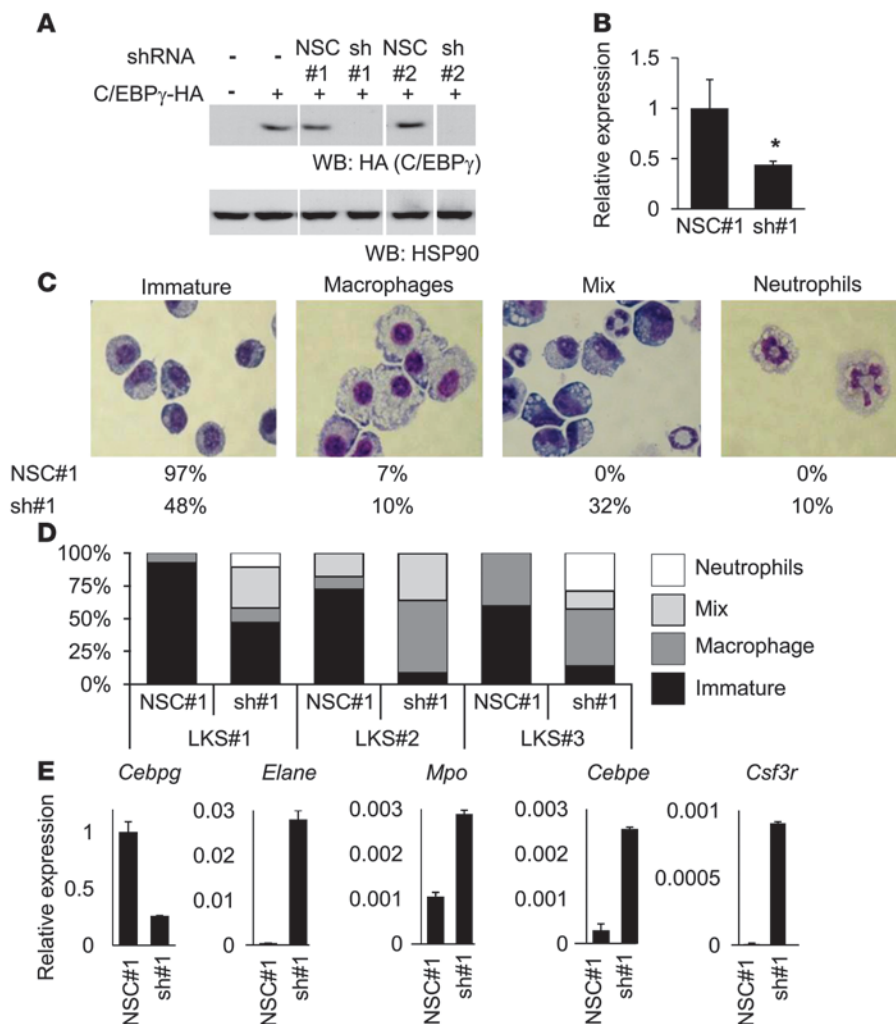 A
shRNA - - NSC #1 sh #1 NSC #2 sh #2
C/EBPγ-HA - + + + + +
WB: HA (C/EBPγ)
WB: HSP90
B
Relative expression
1.5
1
0.5
0
*
NSC#1 sh#1
C
Immature Macrophages Mix Neutrophils
NSC#1 97% 7% 0% 0%
sh#1 48% 10% 32% 10%
D
100%
75%
50%
25%
0%
NSC#1 sh#1 NSC#1 sh#1 NSC#1 sh#1
LKS#1 LKS#2 LKS#3
Neutrophils
Mix
Macrophage
Immature
E
Cebpg Elane Mpo Cebpe Csf3r
Relative expression
1
0.5
0
NSC#1 sh#1
0.03
0.02
0.01
0
NSC#1 sh#1
0.003
0.002
0.001
0
NSC#1 sh#1
0.003
0.002
0.001
0
NSC#1 sh#1
0.001
0.0005
0
NSC#1 sh#1